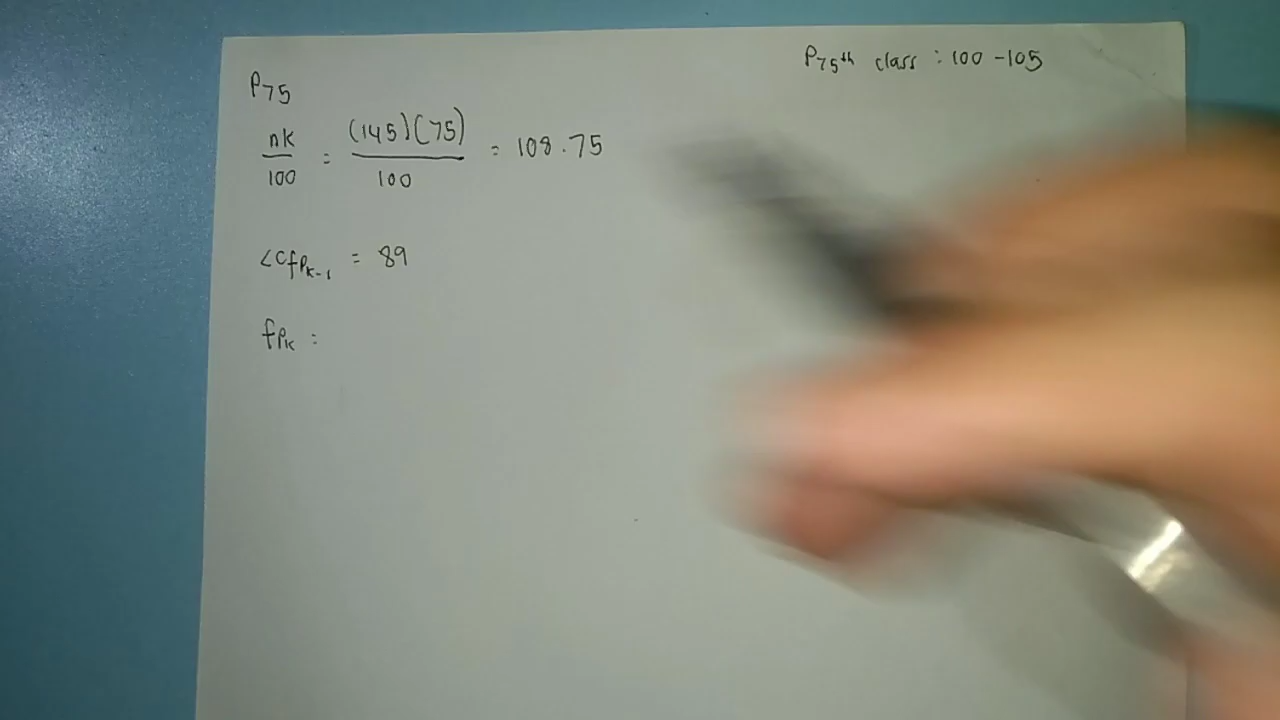 P75
P75th class : 100 -105
nk/100 = (145)(75)/100 = 108.75
<CfPk-1 = 89
fPk =